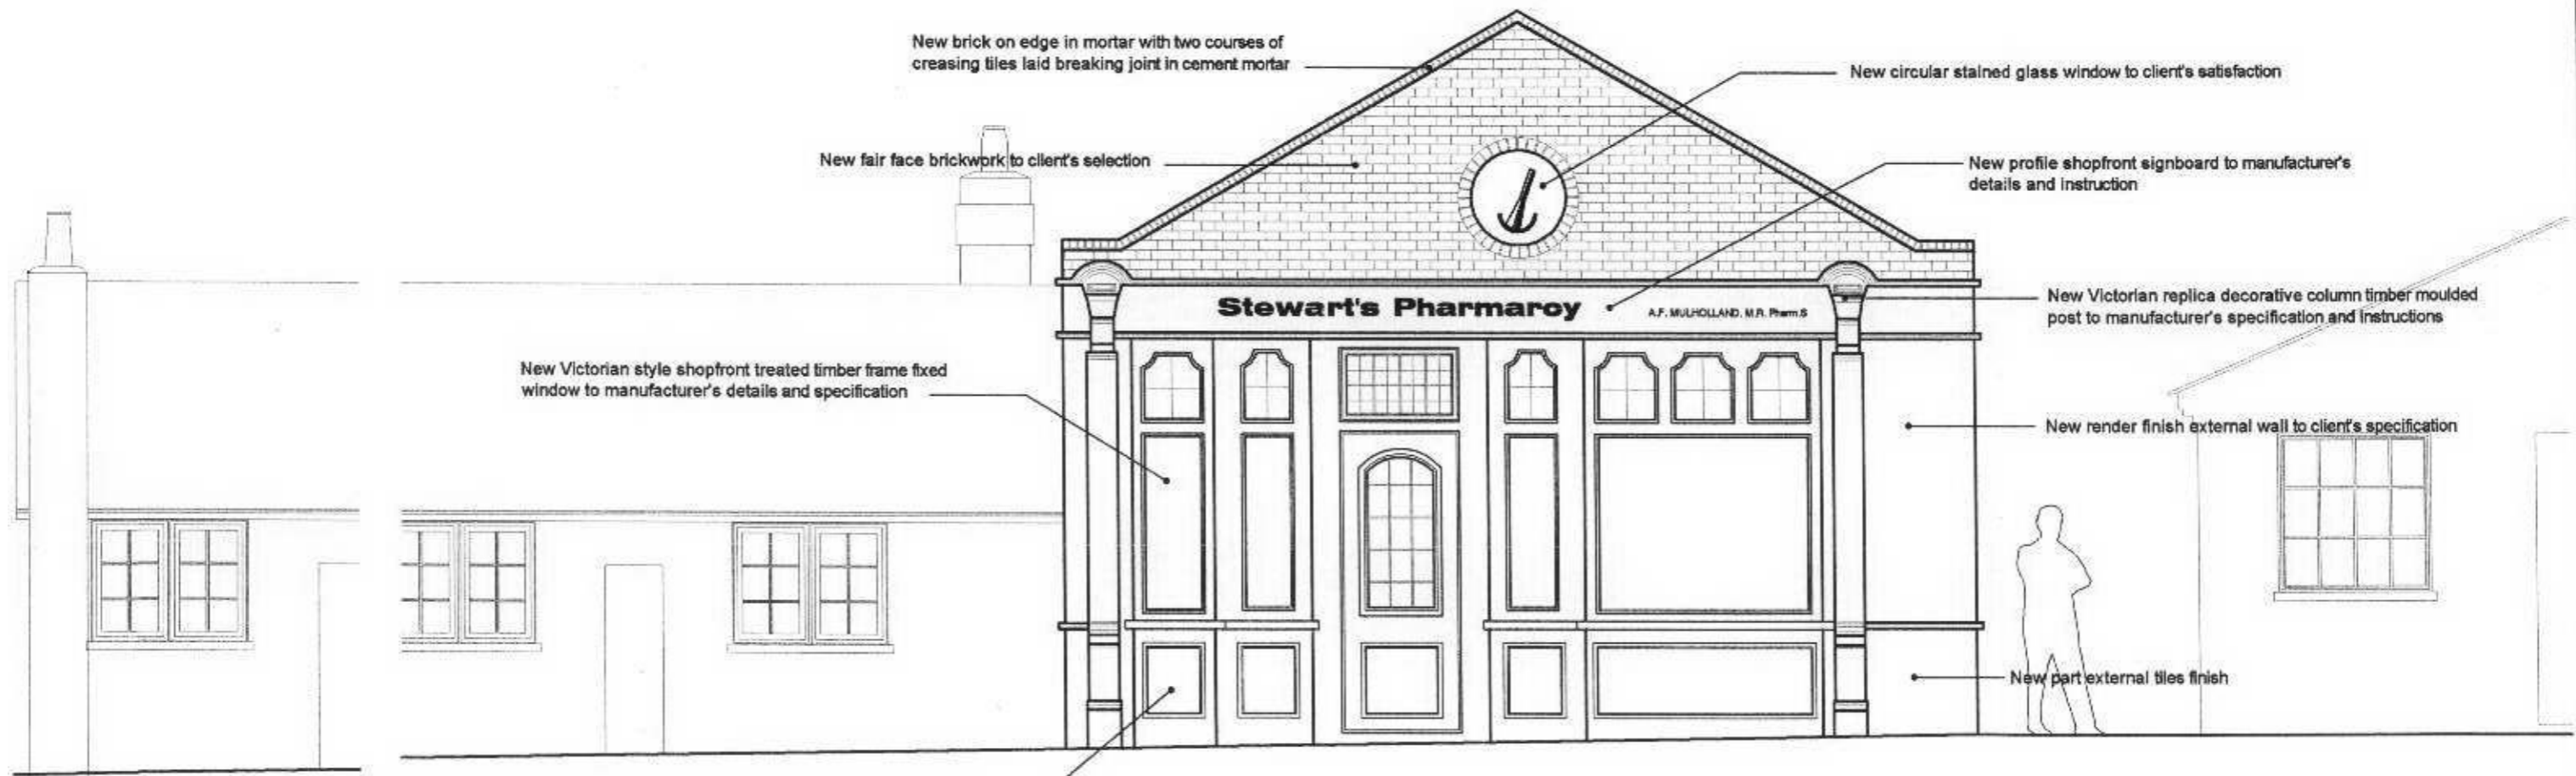 New brick on edge in mortar with two courses of
creasing tiles laid breaking joint in cement mortar
New circular stained glass window to client's satisfaction
New fair face brickwork to client's selection
New profile shopfront signboard to manufacturer's
details and instruction
Stewart's Pharmarcy
A.F. MULHOLLAND. M.R. Pharm.S
New Victorian replica decorative column timber moulded
post to manufacturer's specification and instructions
New Victorian style shopfront treated timber frame fixed
window to manufacturer's details and specification
New render finish external wall to client's specification
New part external tiles finish